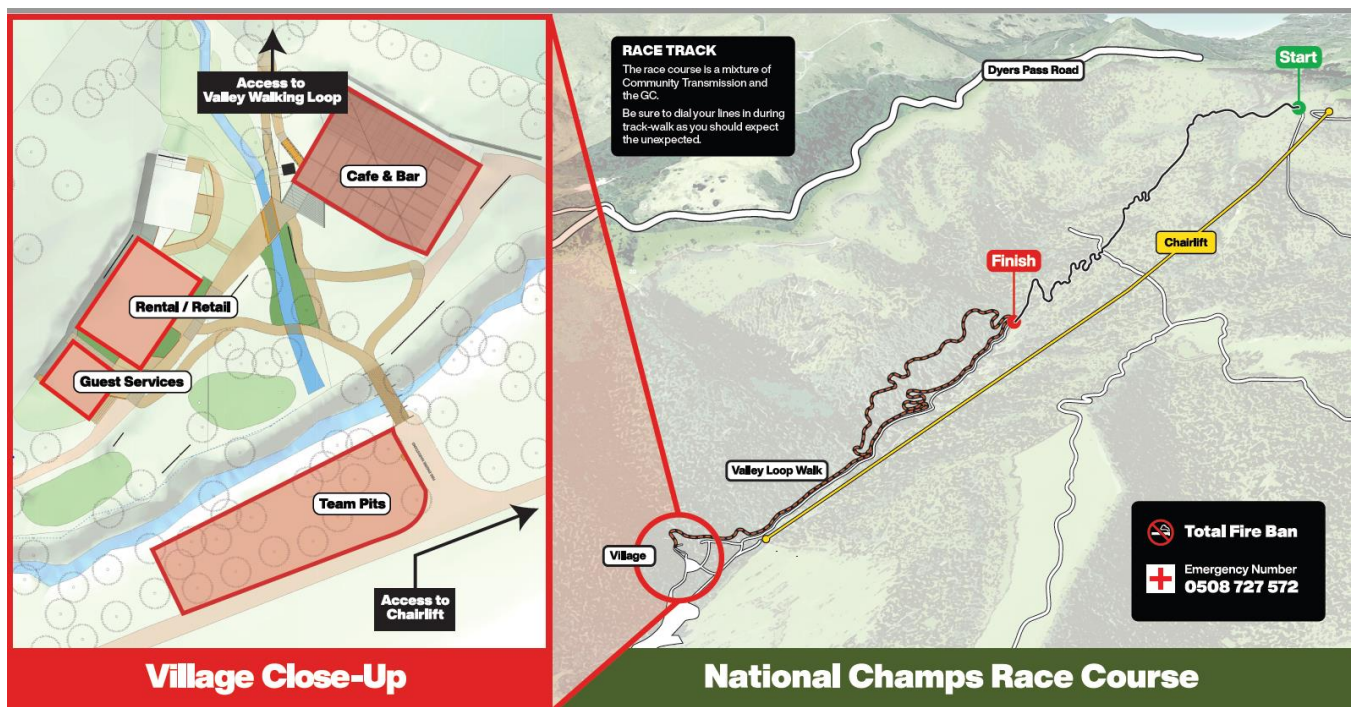 Access to
Valley Walking Loop
Cafe & Bar
Rental / Retail
Guest Services
Team Pits
Access to
Chairlift
Village Close-Up
RACE TRACK
The race course is a mixture of
Community Transmission and
the GC.
Be sure to dial your lines in during
track-walk as you should expect
the unexpected.
Dyers Pass Road
Start
Chairlift
Finish
Valley Loop Walk
Village
Total Fire Ban
Emergency Number
0508 727 572
National Champs Race Course